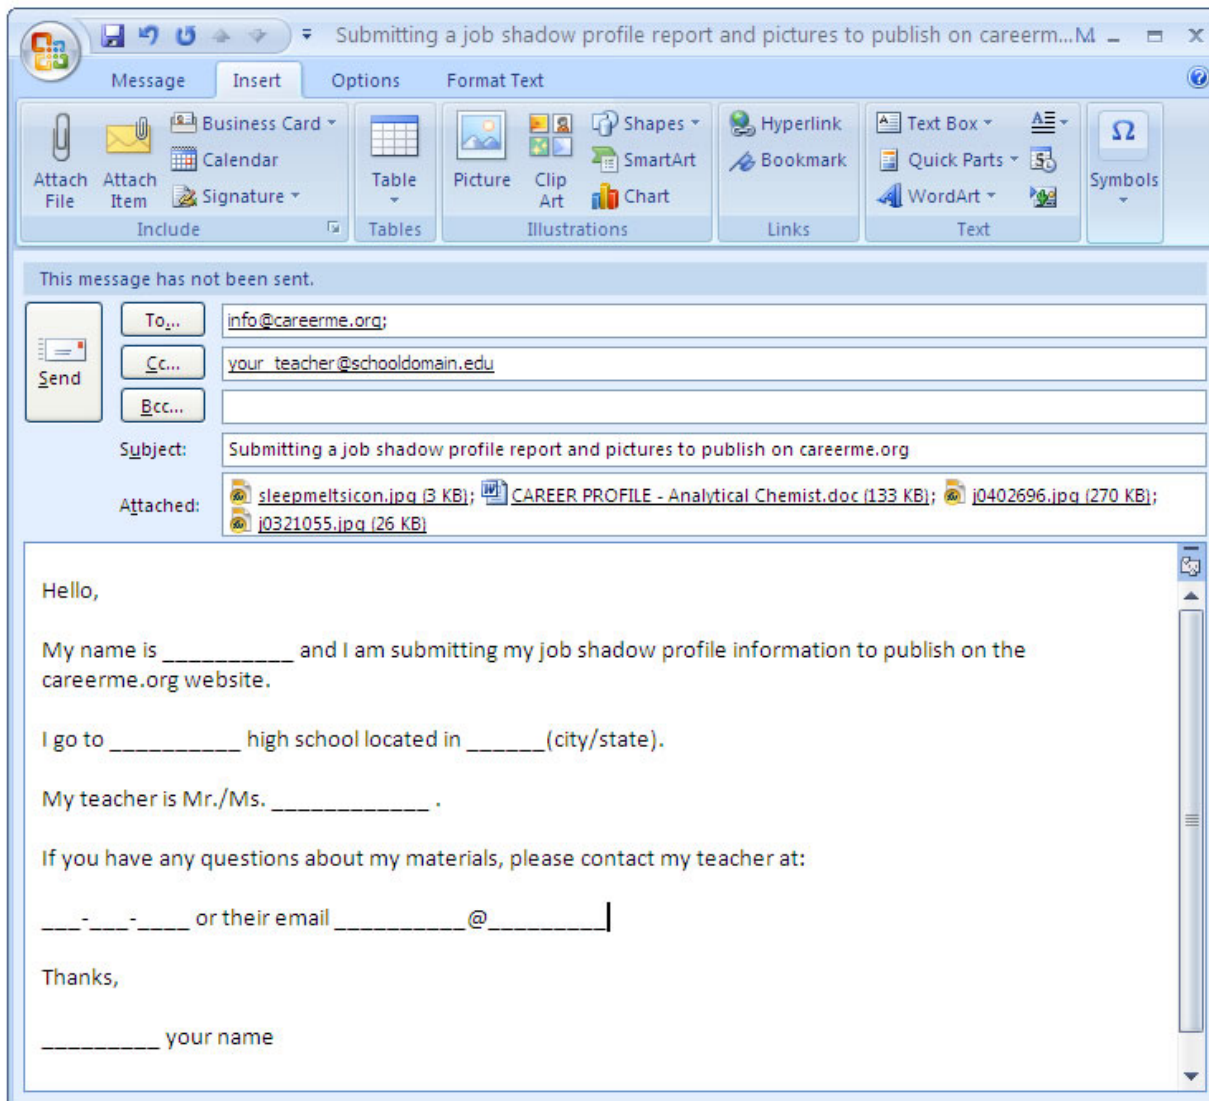 Submitting a job shadow profile report and pictures to publish on careerm...M
Message Insert Options Format Text
Attach File
Attach Item
Business Card
Calendar
Signature
Include
Table
Tables
Picture
Clip Art
Shapes
SmartArt
Chart
Illustrations
Hyperlink
Bookmark
Links
Text Box
Quick Parts
WordArt
Text
Ω
Symbols
This message has not been sent.
Send
To... info@careerme.org;
Cc... your_teacher@schooldomain.edu
Bcc...
Subject: Submitting a job shadow profile report and pictures to publish on careerme.org
Attached: sleepmeltsicon.jpg (3 KB); CAREER PROFILE - Analytical Chemist.doc (133 KB); j0402696.jpg (270 KB);
j0321055.jpg (26 KB)
Hello,
My name is __________ and I am submitting my job shadow profile information to publish on the
careerme.org website.
I go to __________ high school located in ______(city/state).
My teacher is Mr./Ms. ____________ .
If you have any questions about my materials, please contact my teacher at:
___-___-____ or their email __________@_________
Thanks,
_________ your name